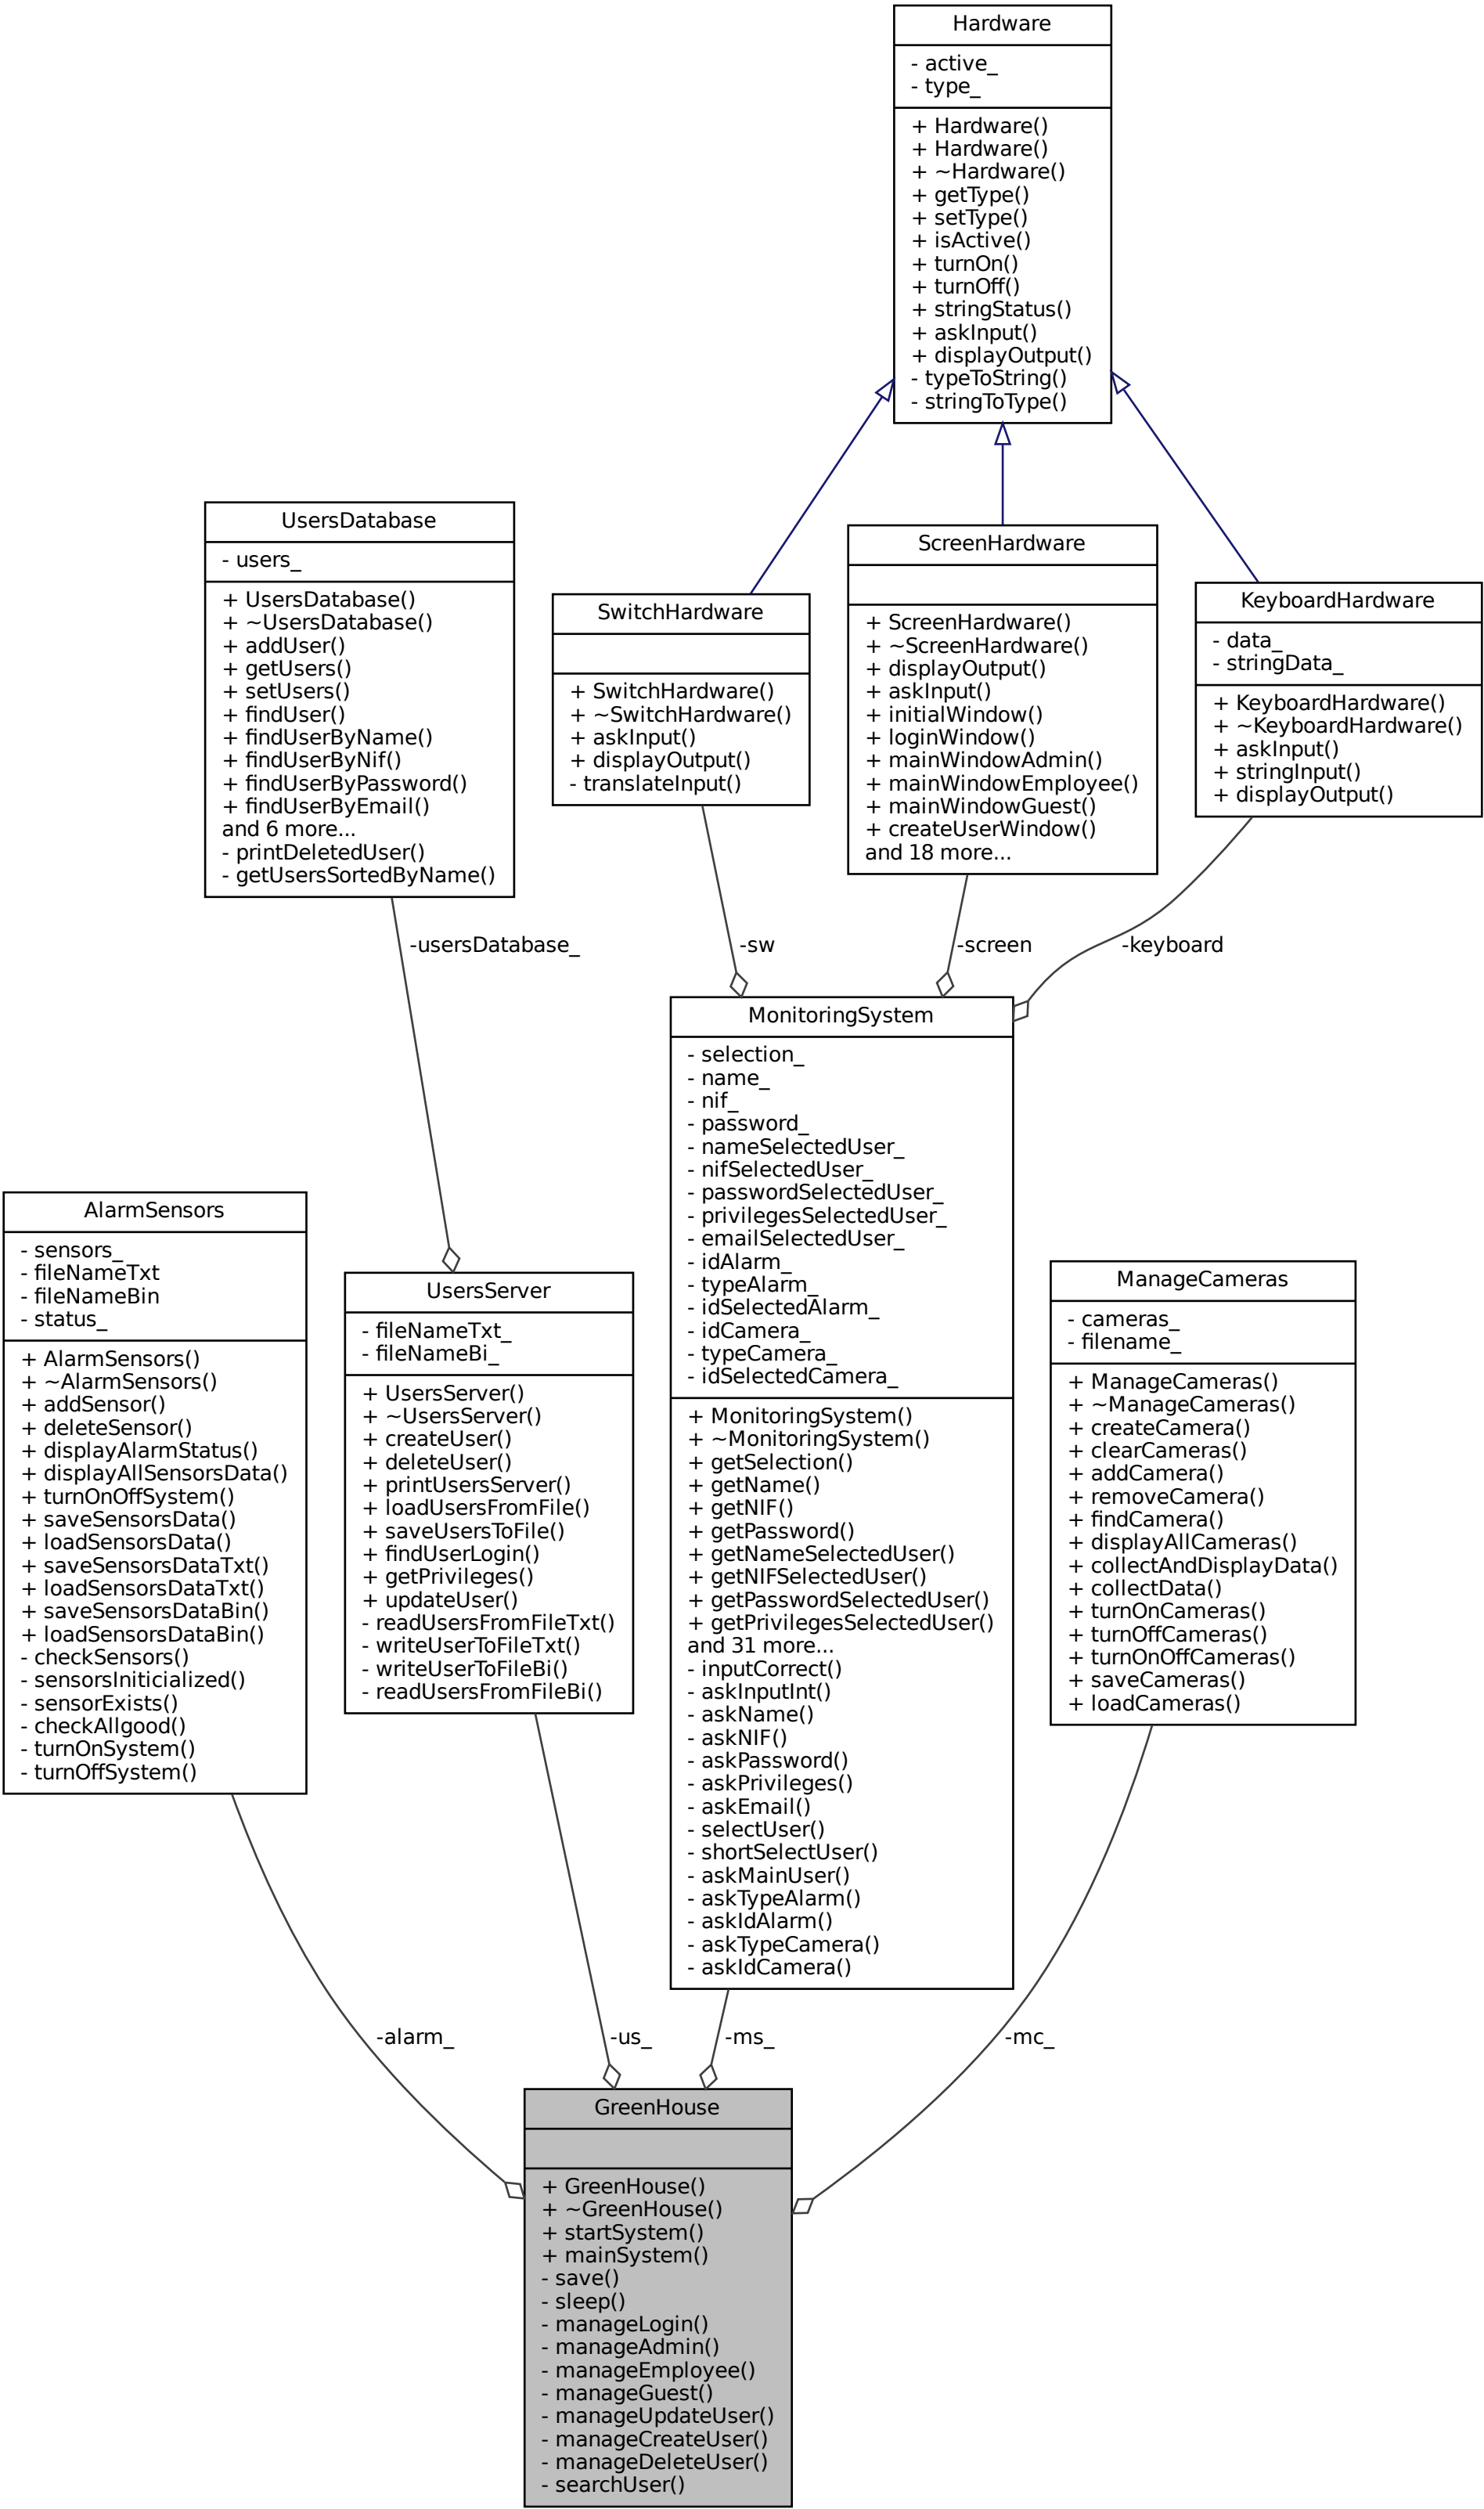 Hardware
- active_
- type_
+ Hardware()
+ Hardware()
+ ~Hardware()
+ getType()
+ setType()
+ isActive()
+ turnOn()
+ turnOff()
+ stringStatus()
+ askInput()
+ displayOutput()
- typeToString()
- stringToType()
UsersDatabase
- users_
+ UsersDatabase()
+ ~UsersDatabase()
+ addUser()
+ getUsers()
+ setUsers()
+ findUser()
+ findUserByName()
+ findUserByNif()
+ findUserByPassword()
+ findUserByEmail()
and 6 more...
- printDeletedUser()
- getUsersSortedByName()
SwitchHardware
+ SwitchHardware()
+ ~SwitchHardware()
+ askInput()
+ displayOutput()
- translateInput()
ScreenHardware
+ ScreenHardware()
+ ~ScreenHardware()
+ displayOutput()
+ askInput()
+ initialWindow()
+ loginWindow()
+ mainWindowAdmin()
+ mainWindowEmployee()
+ mainWindowGuest()
+ createUserWindow()
and 18 more...
KeyboardHardware
- data_
- stringData_
+ KeyboardHardware()
+ ~KeyboardHardware()
+ askInput()
+ stringInput()
+ displayOutput()
-usersDatabase_
-sw
-screen
-keyboard
AlarmSensors
- sensors_
- fileNameTxt
- fileNameBin
- status_
+ AlarmSensors()
+ ~AlarmSensors()
+ addSensor()
+ deleteSensor()
+ displayAlarmStatus()
+ displayAllSensorsData()
+ turnOnOffSystem()
+ saveSensorsData()
+ loadSensorsData()
+ saveSensorsDataTxt()
+ loadSensorsDataTxt()
+ saveSensorsDataBin()
+ loadSensorsDataBin()
- checkSensors()
- sensorsIniticialized()
- sensorExists()
- checkAllgood()
- turnOnSystem()
- turnOffSystem()
UsersServer
- fileNameTxt_
- fileNameBi_
+ UsersServer()
+ ~UsersServer()
+ createUser()
+ deleteUser()
+ printUsersServer()
+ loadUsersFromFile()
+ saveUsersToFile()
+ findUserLogin()
+ getPrivileges()
+ updateUser()
- readUsersFromFileTxt()
- writeUserToFileTxt()
- writeUserToFileBi()
- readUsersFromFileBi()
MonitoringSystem
- selection_
- name_
- nif_
- password_
- nameSelectedUser_
- nifSelectedUser_
- passwordSelectedUser_
- privilegesSelectedUser_
- emailSelectedUser_
- idAlarm_
- typeAlarm_
- idSelectedAlarm_
- idCamera_
- typeCamera_
- idSelectedCamera_
+ MonitoringSystem()
+ ~MonitoringSystem()
+ getSelection()
+ getName()
+ getNIF()
+ getPassword()
+ getNameSelectedUser()
+ getNIFSelectedUser()
+ getPasswordSelectedUser()
+ getPrivilegesSelectedUser()
and 31 more...
- inputCorrect()
- askInputInt()
- askName()
- askNIF()
- askPassword()
- askPrivileges()
- askEmail()
- selectUser()
- shortSelectUser()
- askMainUser()
- askTypeAlarm()
- askIdAlarm()
- askTypeCamera()
- askIdCamera()
ManageCameras
- cameras_
- filename_
+ ManageCameras()
+ ~ManageCameras()
+ createCamera()
+ clearCameras()
+ addCamera()
+ removeCamera()
+ findCamera()
+ displayAllCameras()
+ collectAndDisplayData()
+ collectData()
+ turnOnCameras()
+ turnOffCameras()
+ turnOnOffCameras()
+ saveCameras()
+ loadCameras()
-alarm_
-us_
-ms_
-mc_
GreenHouse
+ GreenHouse()
+ ~GreenHouse()
+ startSystem()
+ mainSystem()
- save()
- sleep()
- manageLogin()
- manageAdmin()
- manageEmployee()
- manageGuest()
- manageUpdateUser()
- manageCreateUser()
- manageDeleteUser()
- searchUser()